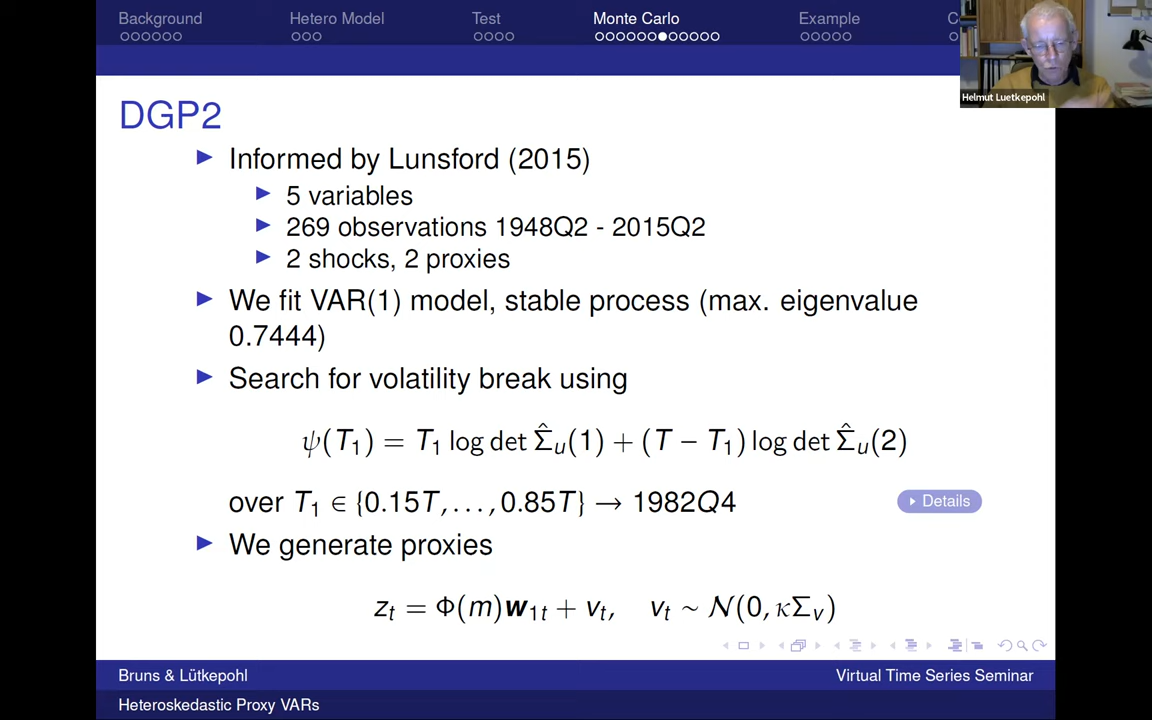 Background Hetero Model Test Monte Carlo Example C
Helmut Luetkepohl
DGP2
Informed by Lunsford (2015)
5 variables
269 observations 1948Q2 - 2015Q2
2 shocks, 2 proxies
We fit VAR(1) model, stable process (max. eigenvalue
0.7444)
Search for volatility break using
ψ(T₁) = T₁ log det Σ̂ᵤ(1) + (T − T₁) log det Σ̂ᵤ(2)
over T₁ ∈ {0.15T, . . . , 0.85T} → 1982Q4
Details
We generate proxies
zₜ = Φ(m)w₁ₜ + vₜ, vₜ ∼ N(0, κΣᵥ)
Bruns & Lütkepohl Virtual Time Series Seminar
Heteroskedastic Proxy VARs